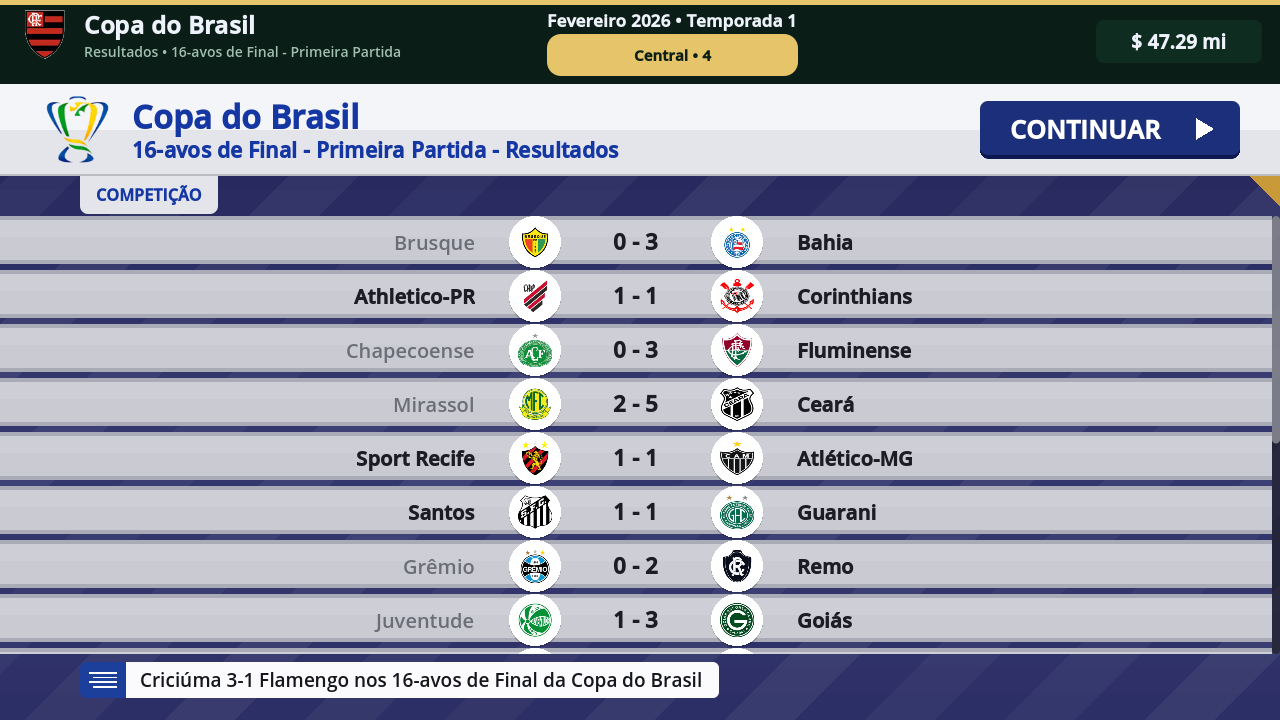 Copa do Brasil
Resultados • 16-avos de Final - Primeira Partida
Fevereiro 2026 • Temporada 1
Central • 4
$ 47.29 mi
Copa do Brasil
16-avos de Final - Primeira Partida - Resultados
CONTINUAR
COMPETIÇÃO
Brusque 0 - 3 Bahia
Athletico-PR 1 - 1 Corinthians
Chapecoense 0 - 3 Fluminense
Mirassol 2 - 5 Ceará
Sport Recife 1 - 1 Atlético-MG
Santos 1 - 1 Guarani
Grêmio 0 - 2 Remo
Juventude 1 - 3 Goiás
Criciúma 3-1 Flamengo nos 16-avos de Final da Copa do Brasil